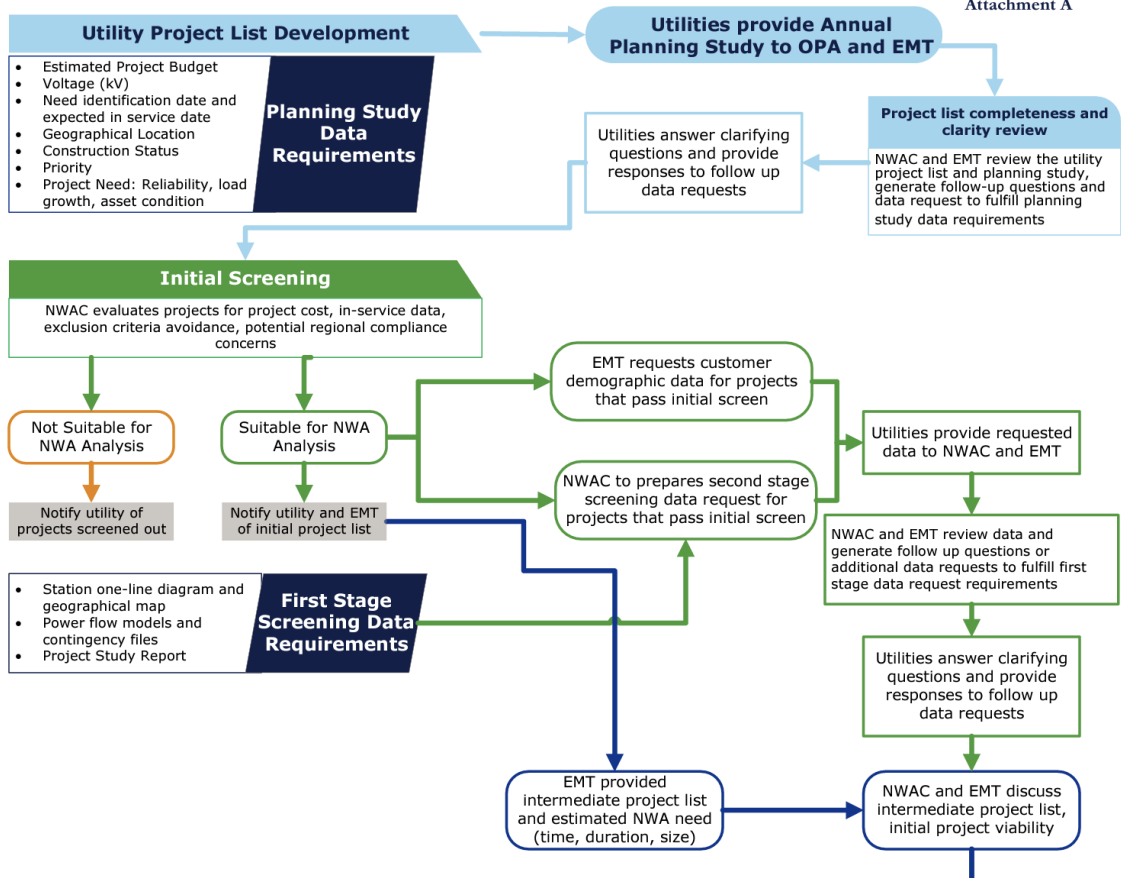 Attachment A
Utility Project List Development
Utilities provide Annual
Planning Study to OPA and EMT
• Estimated Project Budget
• Voltage (kV)
• Need identification date and
expected in service date
• Geographical Location
• Construction Status
• Priority
• Project Need: Reliability, load
growth, asset condition
Planning Study
Data
Requirements
Utilities answer clarifying
questions and provide
responses to follow up
data requests
Project list completeness and
clarity review
NWAC and EMT review the utility
project list and planning study,
generate follow-up questions and
data request to fulfill planning
study data requirements
Initial Screening
NWAC evaluates projects for project cost, in-service data,
exclusion criteria avoidance, potential regional compliance
concerns
Not Suitable for
NWA Analysis
Suitable for NWA
Analysis
Notify utility of
projects screened out
Notify utility and EMT
of initial project list
EMT requests customer
demographic data for projects
that pass initial screen
NWAC to prepares second stage
screening data request for
projects that pass initial screen
Utilities provide requested
data to NWAC and EMT
NWAC and EMT review data and
generate follow up questions or
additional data requests to fulfill first
stage data request requirements
• Station one-line diagram and
geographical map
• Power flow models and
contingency files
• Project Study Report
First Stage
Screening Data
Requirements
Utilities answer clarifying
questions and provide
responses to follow up
data requests
EMT provided
intermediate project list
and estimated NWA need
(time, duration, size)
NWAC and EMT discuss
intermediate project list,
initial project viability